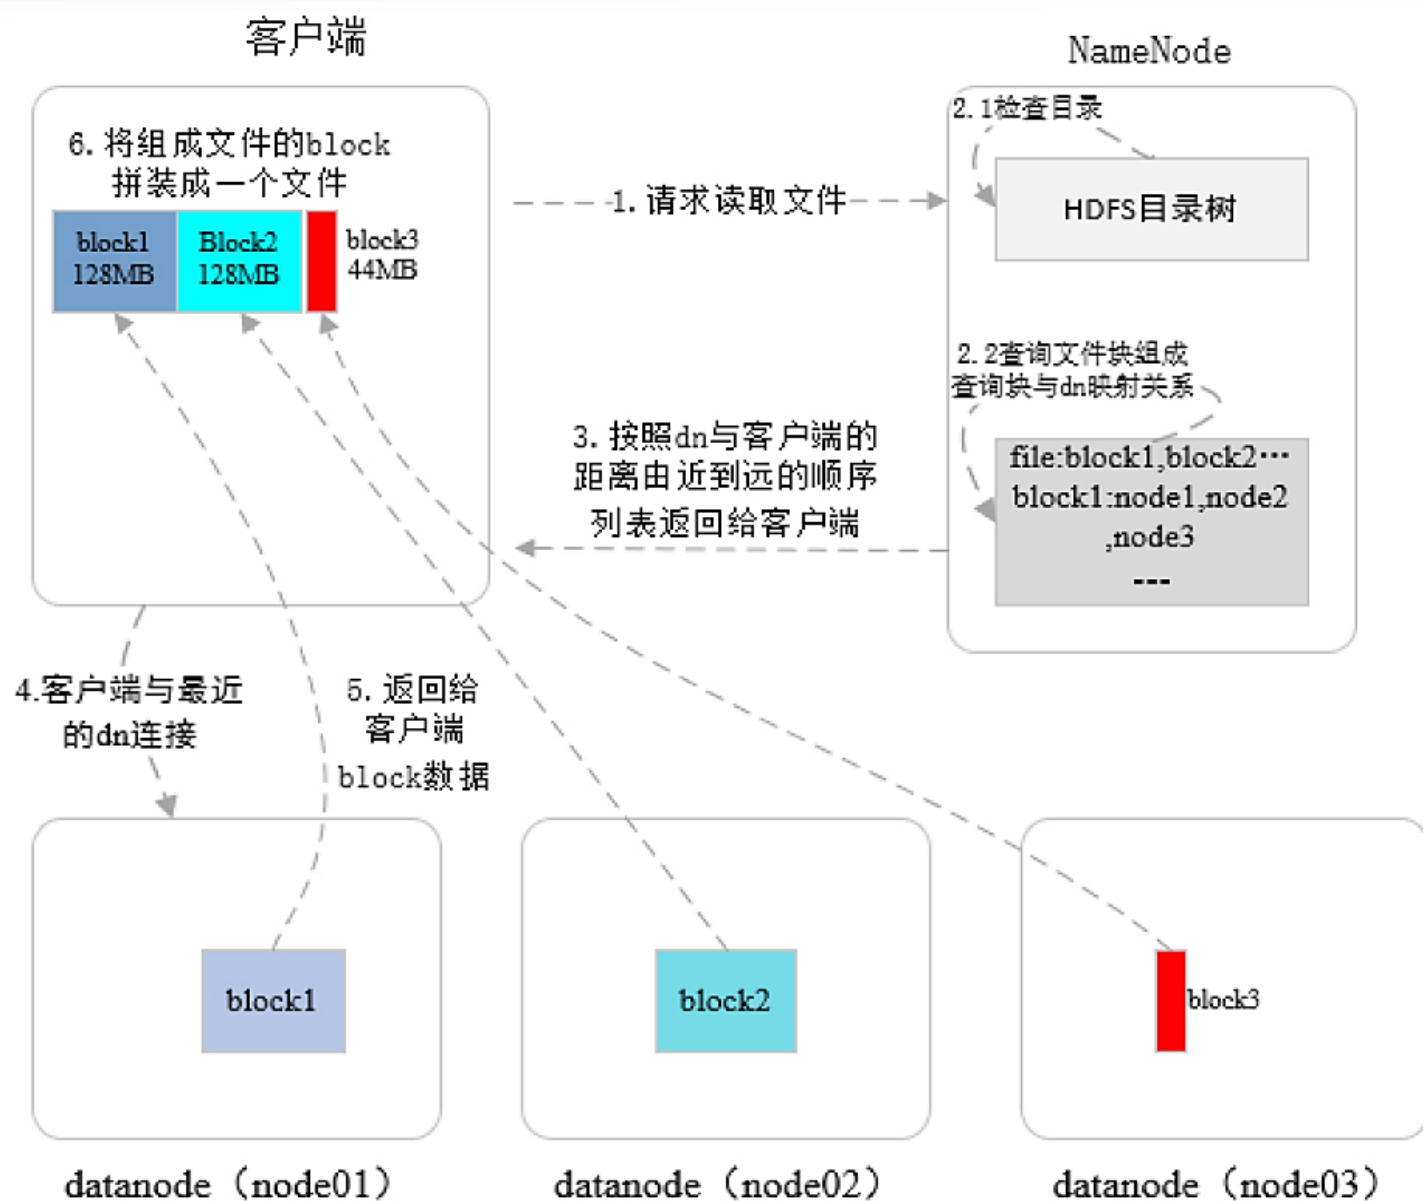 客户端
NameNode
6. 将组成文件的block
拼装成一个文件
block1
128MB
Block2
128MB
block3
44MB
1. 请求读取文件
2.1检查目录
HDFS目录树
2.2查询文件块组成
查询块与dn映射关系
file:block1,block2…
block1:node1,node2
,node3
---
3. 按照dn与客户端的
距离由近到远的顺序
列表返回给客户端
4.客户端与最近
的dn连接
5. 返回给
客户端
block数据
block1
block2
block3
datanode（node01）
datanode（node02）
datanode（node03）